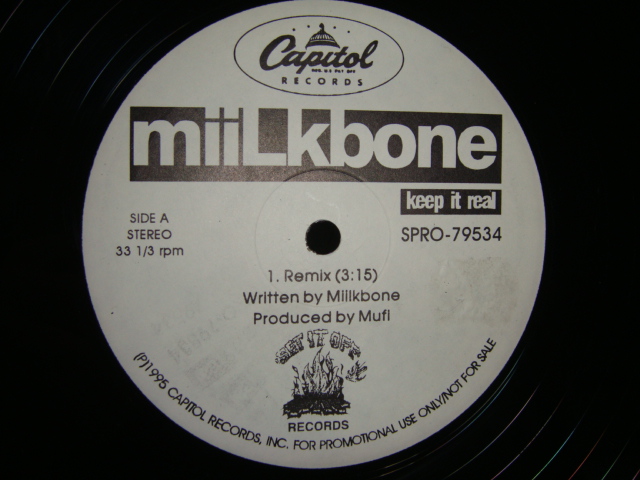 Capitol
RECORDS
miiLkbone
keep it real
SIDE A
STEREO
33 1/3 rpm
SPRO-79534
1. Remix (3:15)
Written by Miilkbone
Produced by Mufi
SET IT OFF
RECORDS
(P)1995 CAPITOL RECORDS, INC. FOR PROMOTIONAL USE ONLY/NOT FOR SALE